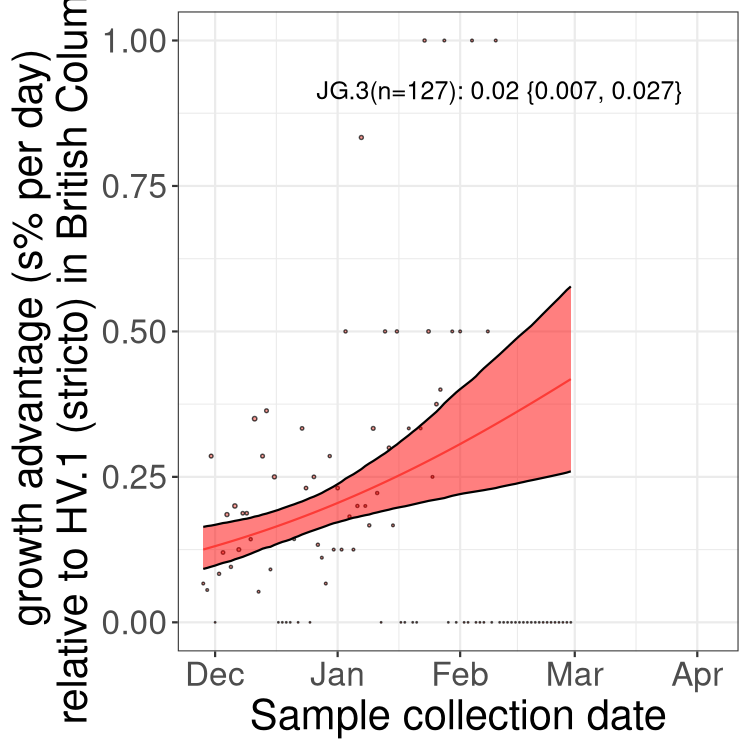 growth advantage (s% per day)
relative to HV.1 (stricto) in British Colum
1.00
0.75
0.50
0.25
0.00
JG.3(n=127): 0.02 {0.007, 0.027}
Dec Jan Feb Mar Apr
Sample collection date